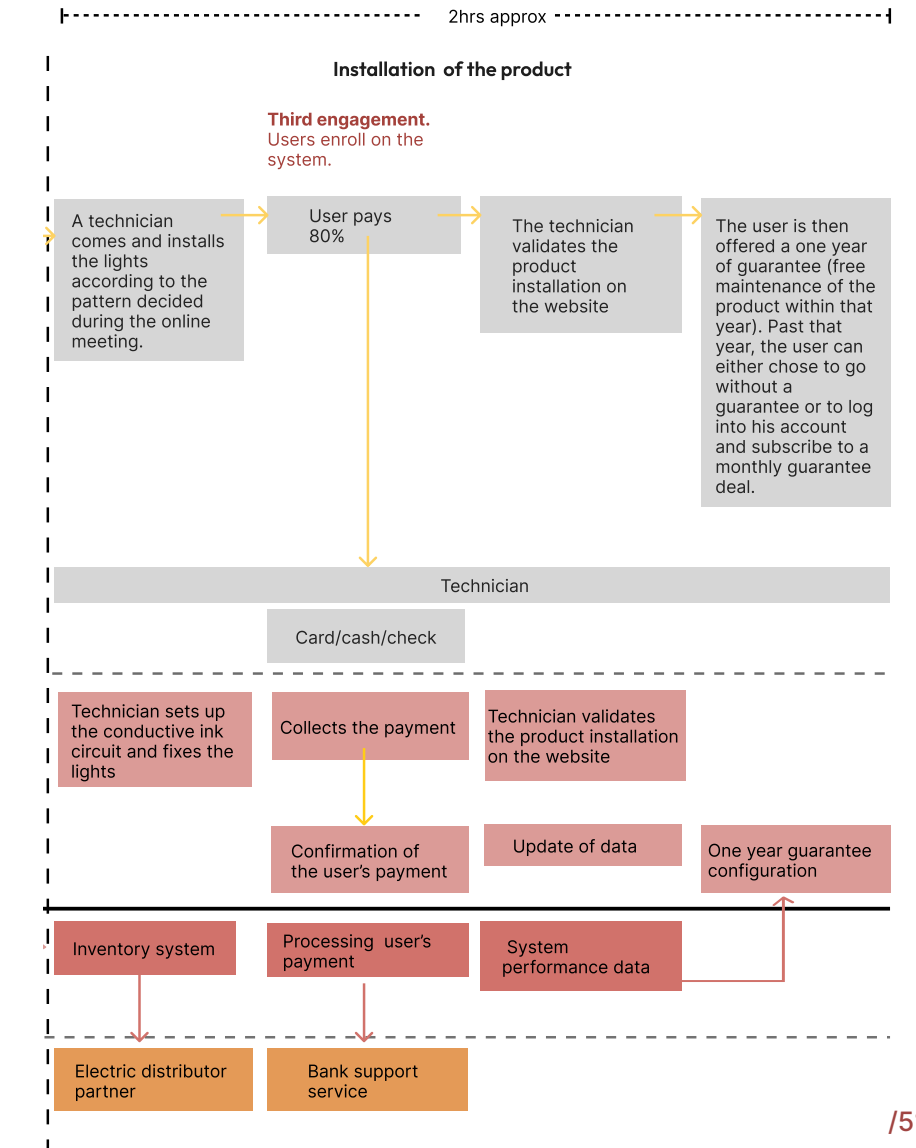 2hrs approx
Installation of the product
Third engagement.
Users enroll on the
system.
A technician
comes and installs
the lights
according to the
pattern decided
during the online
meeting.
User pays
80%
The technician
validates the
product
installation on
the website
The user is then
offered a one year
of guarantee (free
maintenance of the
product within that
year). Past that
year, the user can
either chose to go
without a
guarantee or to log
into his account
and subscribe to a
monthly guarantee
deal.
Technician
Card/cash/check
Technician sets up
the conductive ink
circuit and fixes the
lights
Collects the payment
Technician validates
the product installation
on the website
Confirmation of
the user's payment
Update of data
One year guarantee
configuration
Inventory system
Processing user's
payment
System
performance data
Electric distributor
partner
Bank support
service